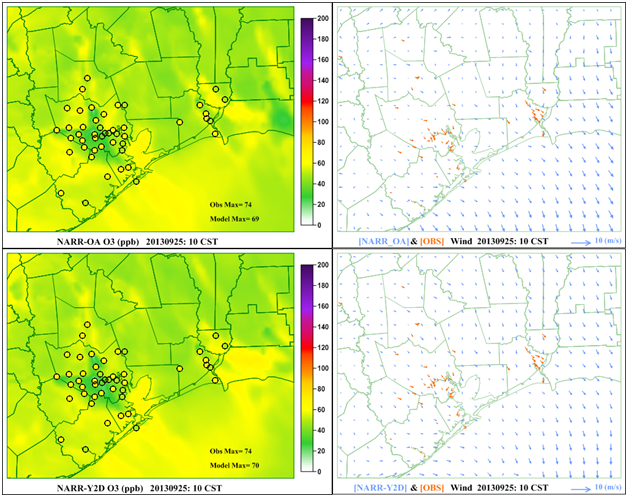 200
180
160
140
120
100
80
60
40
20
0
Obs Max= 74
Model Max= 69
NARR-OA O3 (ppb) 20130925: 10 CST
[NARR_OA] & [OBS] Wind 20130925: 10 CST
10 (m/s)
200
180
160
140
120
100
80
60
40
20
0
Obs Max= 74
Model Max= 70
NARR-Y2D O3 (ppb) 20130925: 10 CST
[NARR-Y2D] & [OBS] Wind 20130925: 10 CST
10 (m/s)